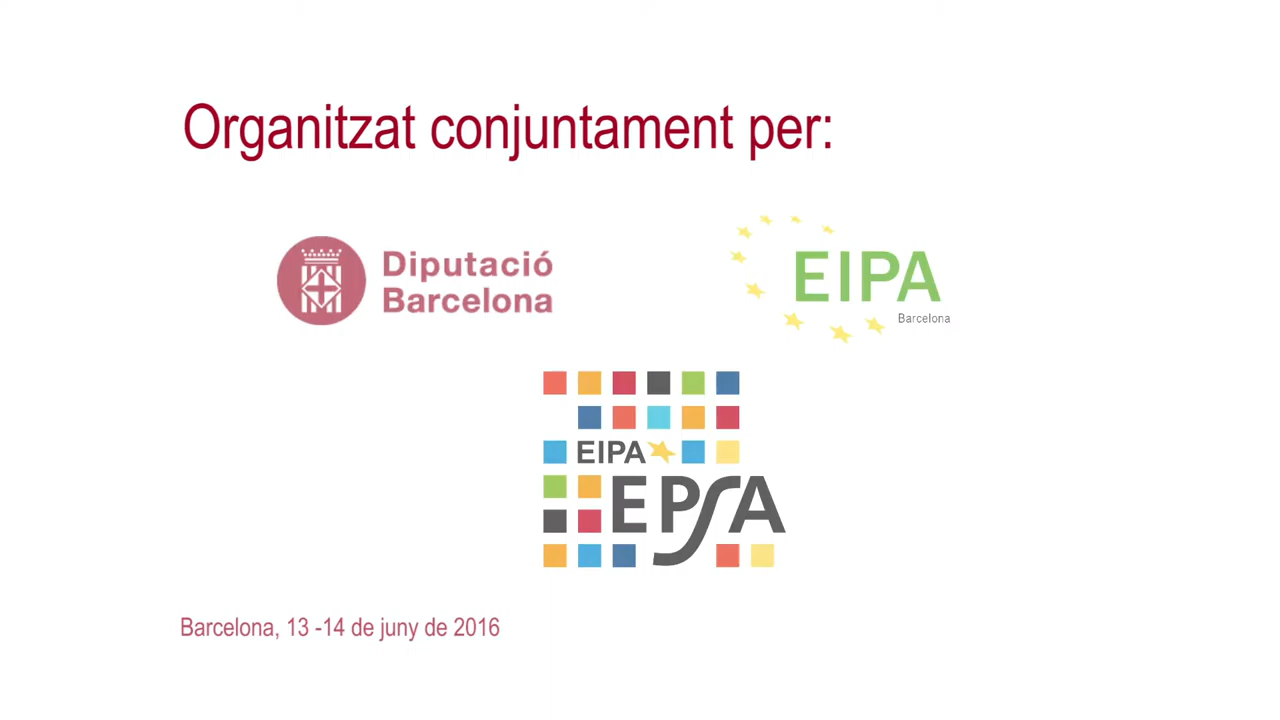 Organitzat conjuntament per:
Diputació
Barcelona
EIPA
Barcelona
EIPA
EPSA
Barcelona, 13 -14 de juny de 2016